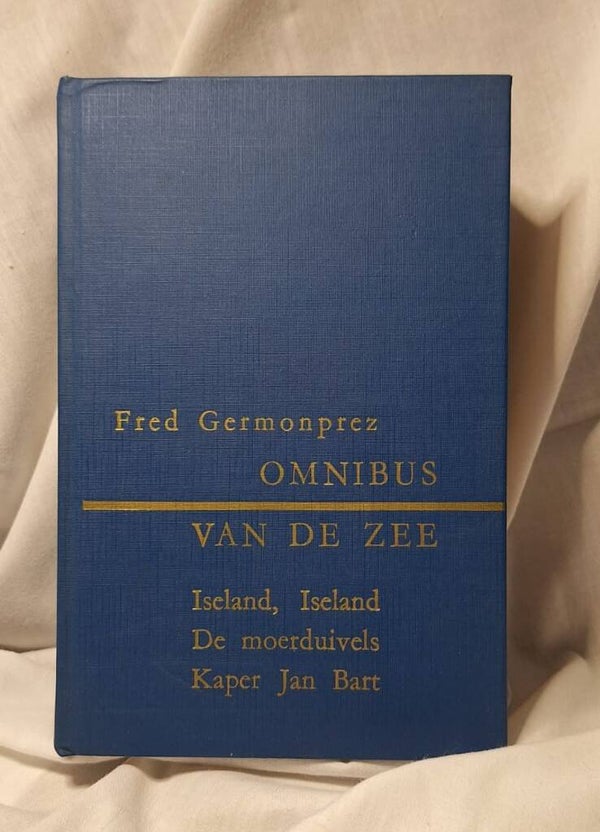 Fred Germonprez
OMNIBUS
VAN DE ZEE
Iseland, Iseland
De moerduivels
Kaper Jan Bart